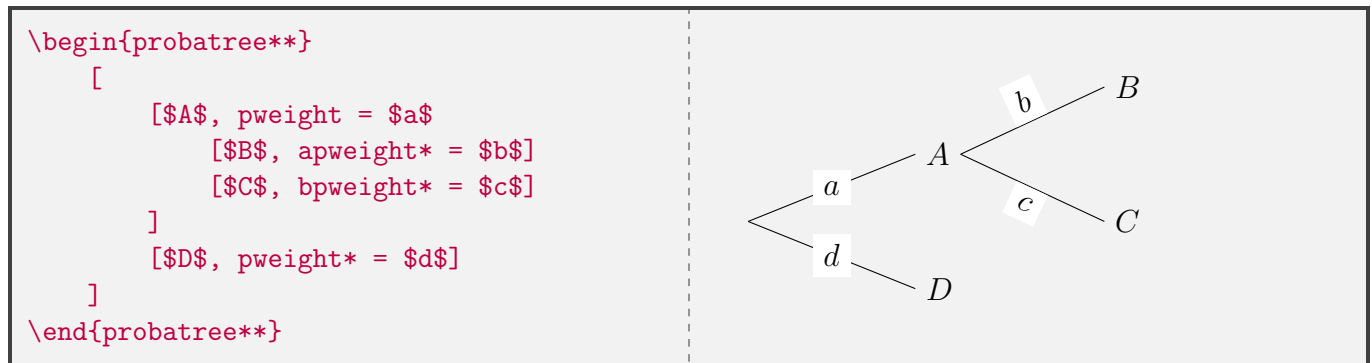 \begin{probatree**}
    [
        [$A$, pweight = $a$
            [$B$, apweight* = $b$]
            [$C$, bpweight* = $c$]
        ]
        [$D$, pweight* = $d$]
    ]
\end{probatree**}
B
b
A
a
c
C
d
D